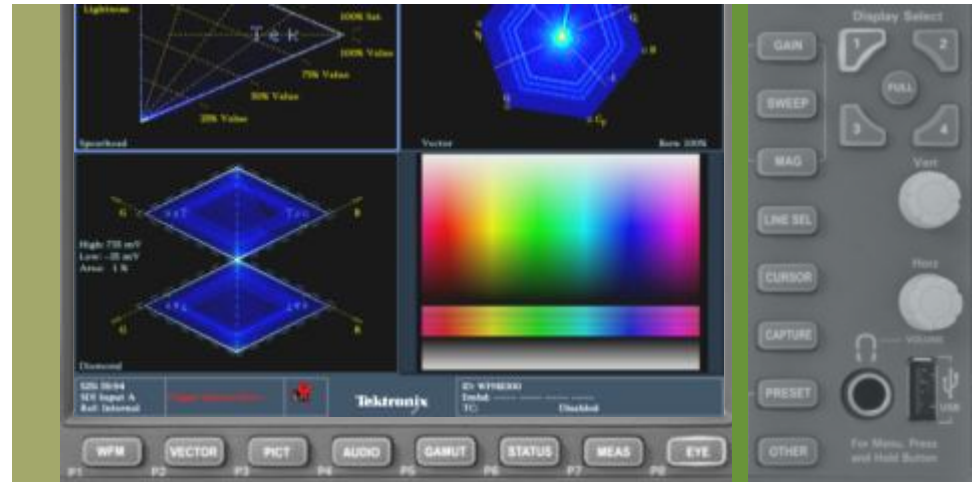 Lightness
100% Sat.
100% Value
75% Value
50% Value
25% Value
Tek
Spearhead
Vector
Bars: 100%
R
B
G
B
High: 735 mV
Low: -35 mV
Area: 1 %
G
B
Diamond
SDI Input A
Ref: Internal
Tektronix
TC:
Disabled
WFM
VECTOR
PICT
AUDIO
GAMUT
STATUS
MEAS
EYE
P1
P2
P3
P4
P5
P6
P7
P8
Display Select
GAIN
SWEEP
MAG
LINE SEL
CURSOR
CAPTURE
PRESET
OTHER
1
2
FULL
3
4
Vert
Horz
VOLUME
USB
For Menu, Press
and Hold Button